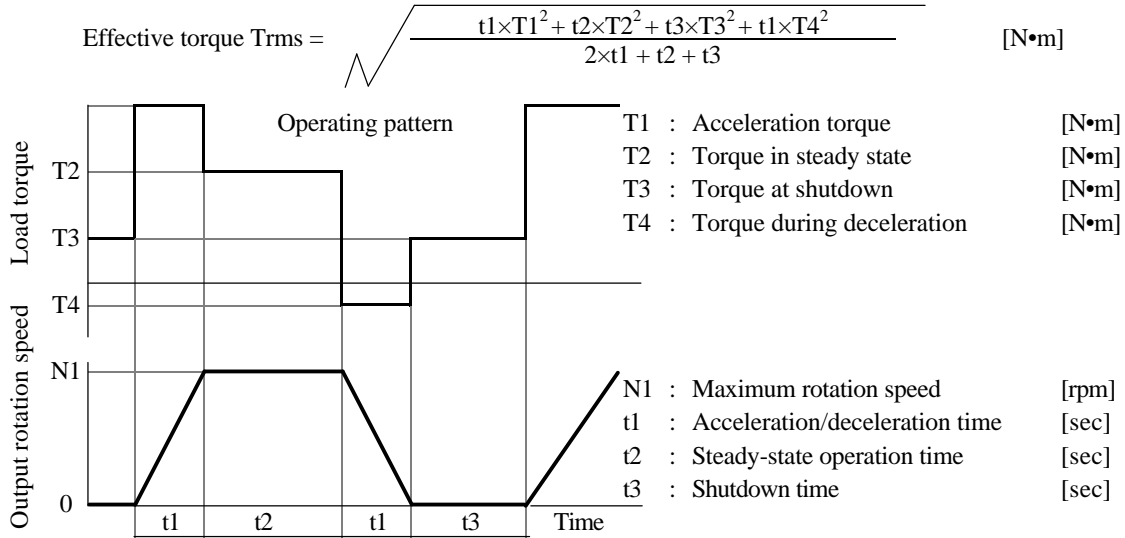 Effective torque Trms = √ t1×T1² + t2×T2² + t3×T3² + t1×T4² [N•m]
2×t1 + t2 + t3
Operating pattern
Load torque
T2
T3
T4
T1 : Acceleration torque [N•m]
T2 : Torque in steady state [N•m]
T3 : Torque at shutdown [N•m]
T4 : Torque during deceleration [N•m]
Output rotation speed
N1
0
t1 t2 t1 t3 Time
N1 : Maximum rotation speed [rpm]
t1 : Acceleration/deceleration time [sec]
t2 : Steady-state operation time [sec]
t3 : Shutdown time [sec]